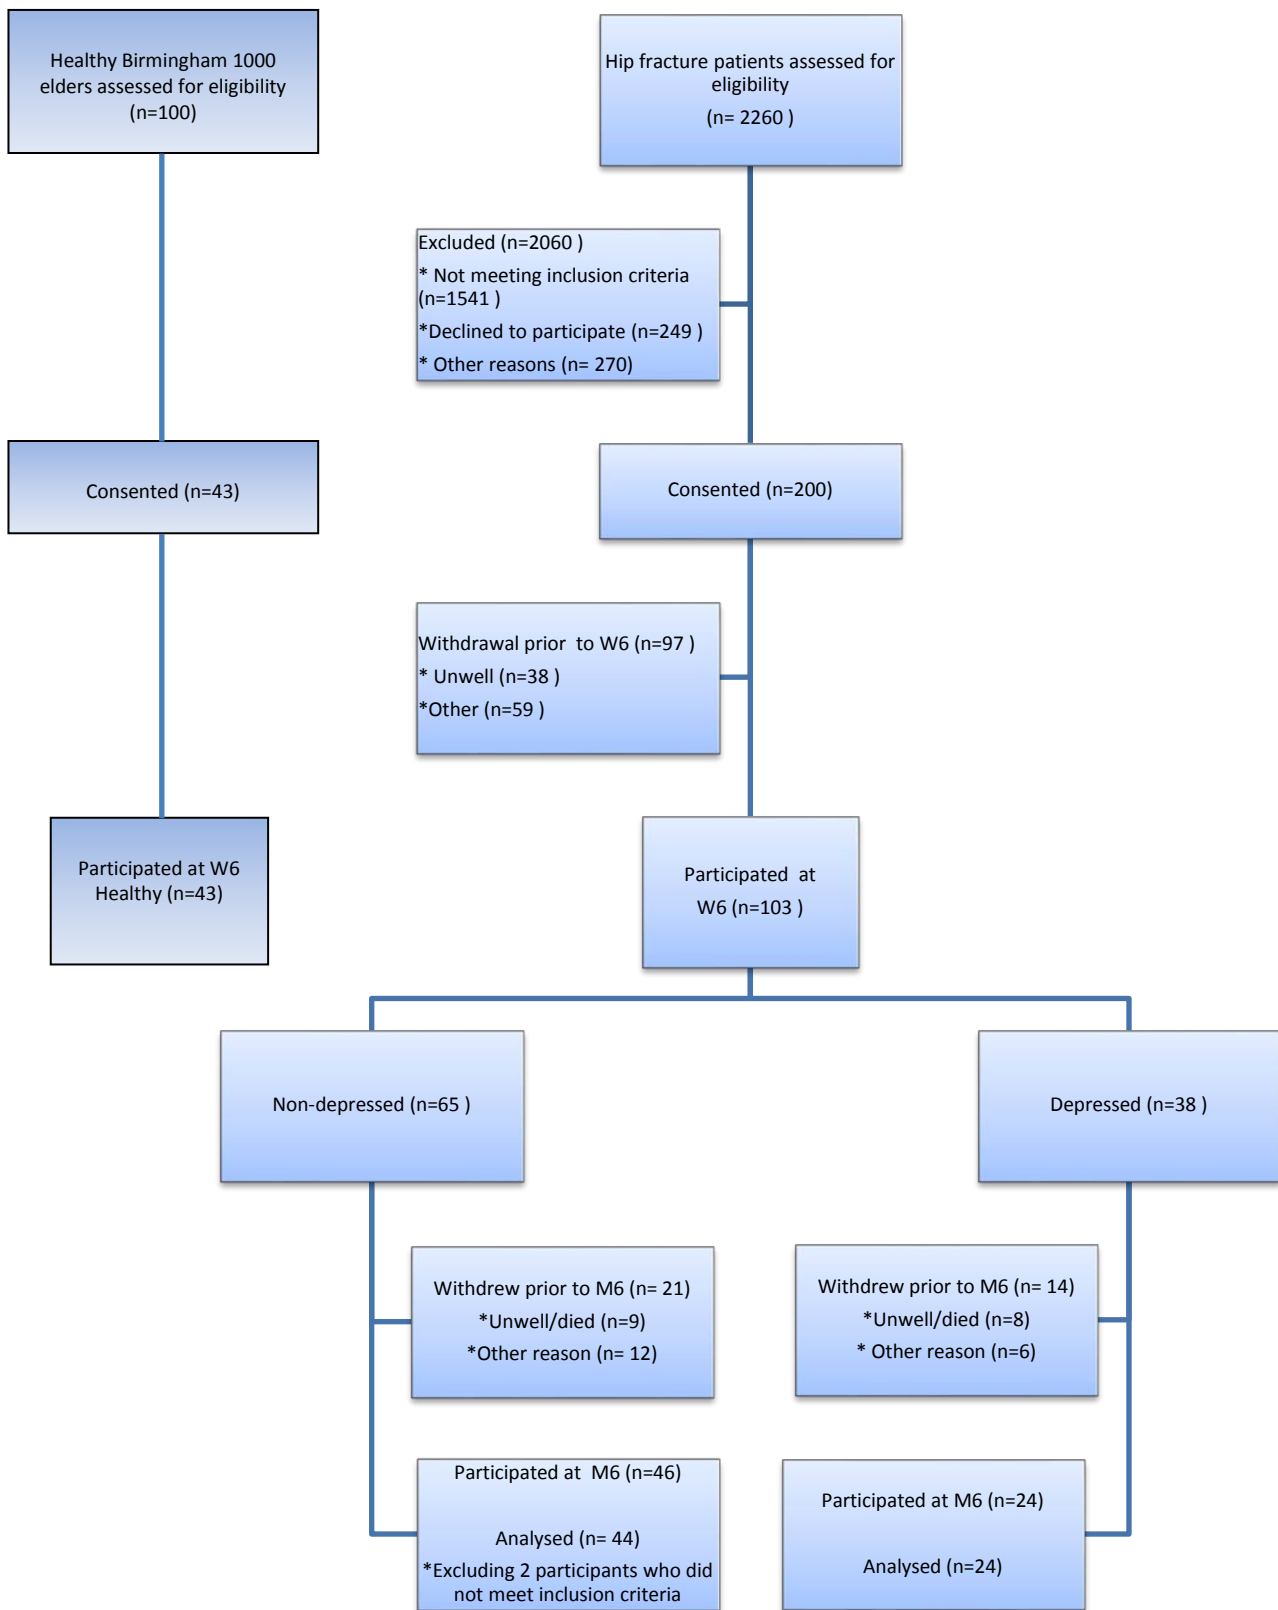 Healthy Birmingham 1000
elders assessed for eligibility
(n=100)
Hip fracture patients assessed for
eligibility
(n= 2260 )
Excluded (n=2060 )
* Not meeting inclusion criteria
(n=1541 )
*Declined to participate (n=249 )
* Other reasons (n= 270)
Consented (n=43)
Consented (n=200)
Withdrawal prior to W6 (n=97 )
* Unwell (n=38 )
*Other (n=59 )
Participated at W6
Healthy (n=43)
Participated at
W6 (n=103 )
Non-depressed (n=65 )
Depressed (n=38 )
Withdrew prior to M6 (n= 21)
*Unwell/died (n=9)
*Other reason (n= 12)
Withdrew prior to M6 (n= 14)
*Unwell/died (n=8)
* Other reason (n=6)
Participated at M6 (n=46)
Analysed (n= 44)
*Excluding 2 participants who did
not meet inclusion criteria
Participated at M6 (n=24)
Analysed (n=24)